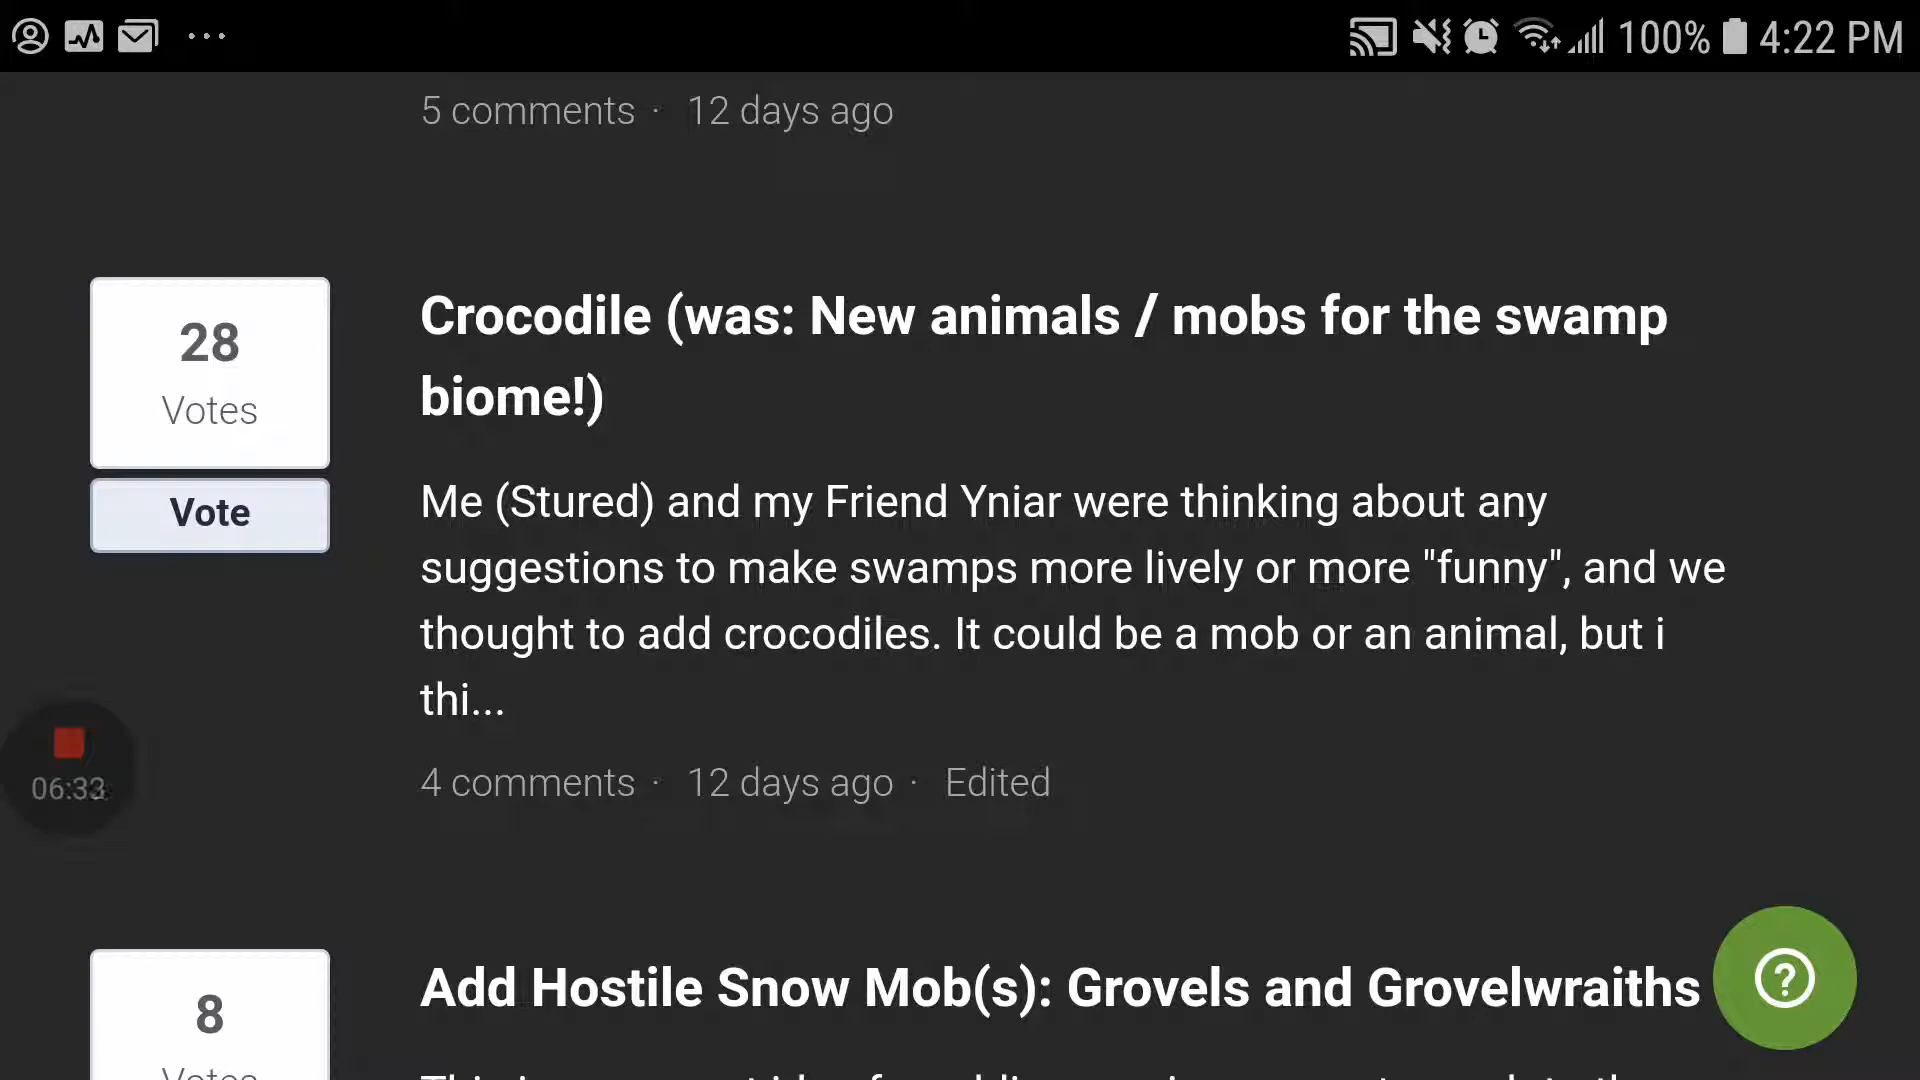 100% 4:22 PM
5 comments · 12 days ago
28
Votes
Vote
Crocodile (was: New animals / mobs for the swamp
biome!)
Me (Stured) and my Friend Yniar were thinking about any
suggestions to make swamps more lively or more "funny", and we
thought to add crocodiles. It could be a mob or an animal, but i
thi...
4 comments · 12 days ago · Edited
06:33
8
Votes
Add Hostile Snow Mob(s): Grovels and Grovelwraiths